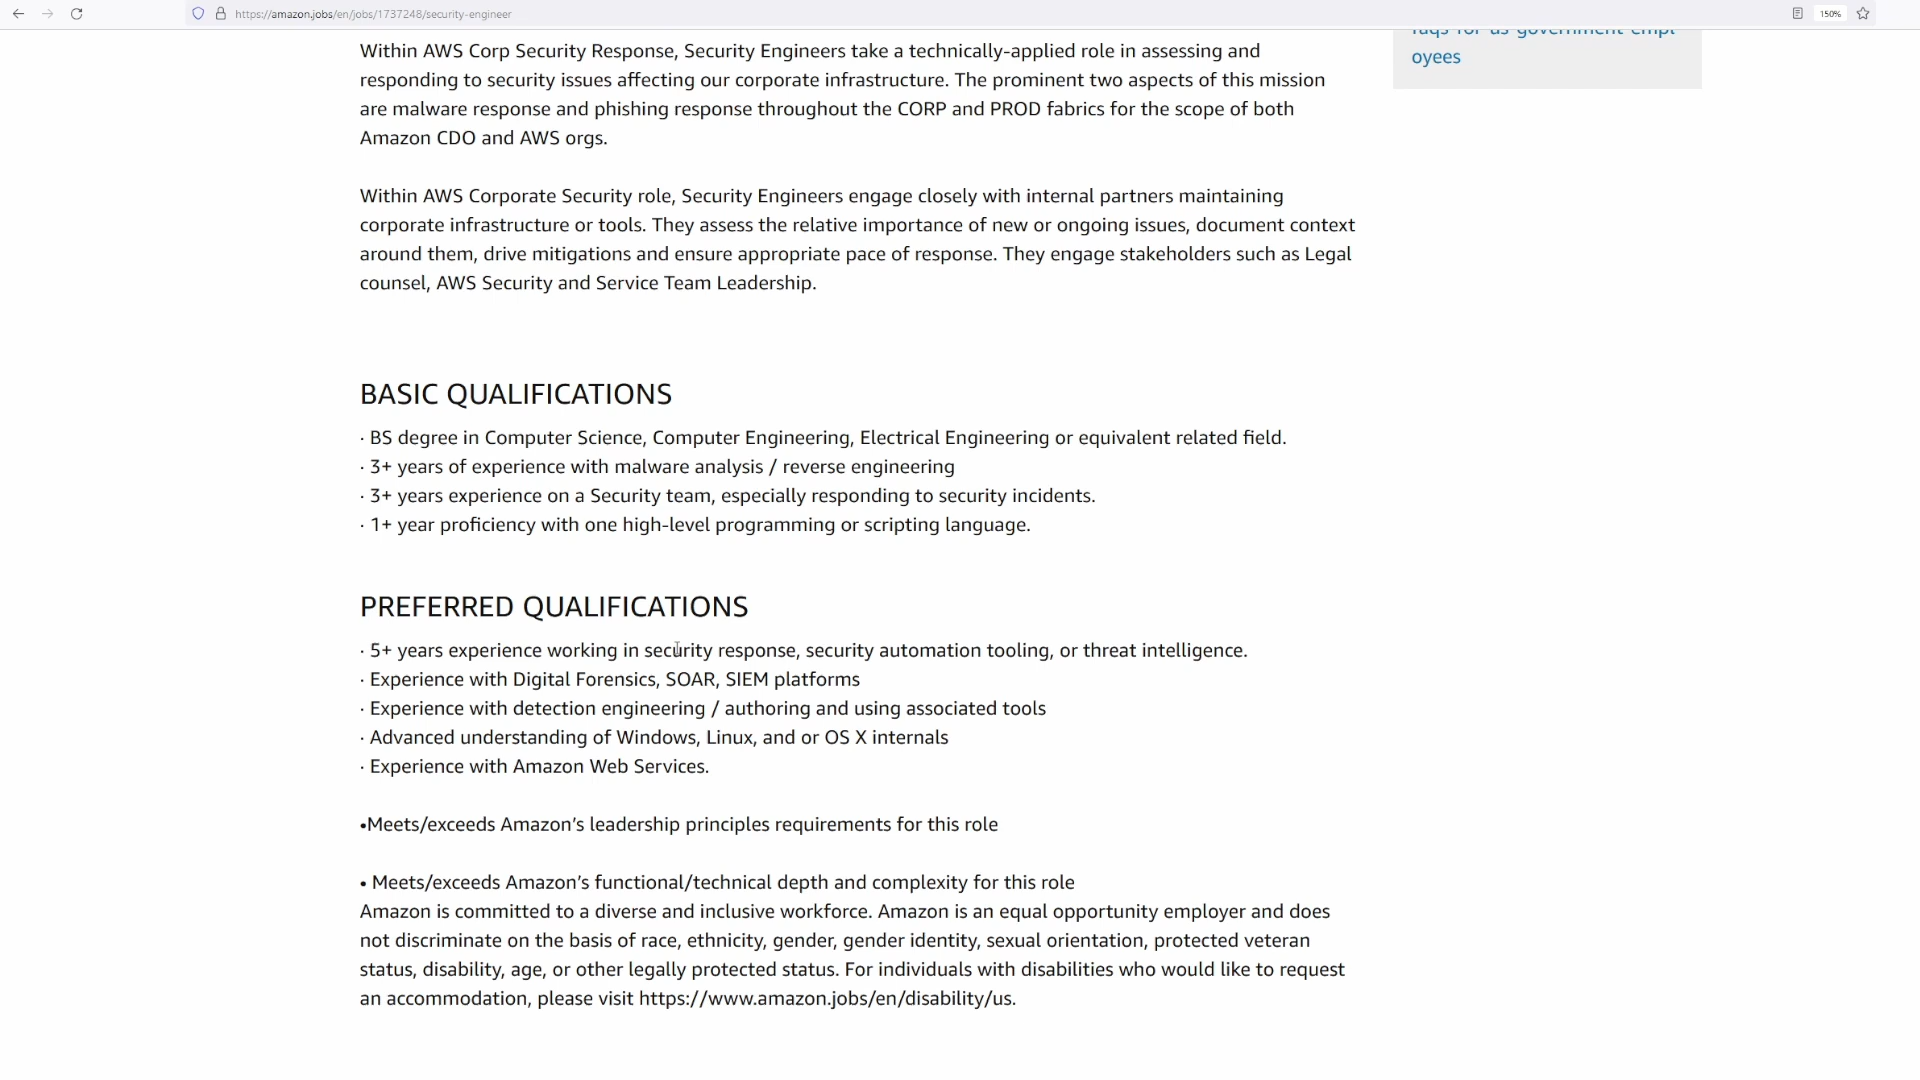 https://amazon.jobs/en/jobs/1737248/security-engineer
150%
faqs-for-us-government-empl
oyees
Within AWS Corp Security Response, Security Engineers take a technically-applied role in assessing and
responding to security issues affecting our corporate infrastructure. The prominent two aspects of this mission
are malware response and phishing response throughout the CORP and PROD fabrics for the scope of both
Amazon CDO and AWS orgs.
Within AWS Corporate Security role, Security Engineers engage closely with internal partners maintaining
corporate infrastructure or tools. They assess the relative importance of new or ongoing issues, document context
around them, drive mitigations and ensure appropriate pace of response. They engage stakeholders such as Legal
counsel, AWS Security and Service Team Leadership.
BASIC QUALIFICATIONS
· BS degree in Computer Science, Computer Engineering, Electrical Engineering or equivalent related field.
· 3+ years of experience with malware analysis / reverse engineering
· 3+ years experience on a Security team, especially responding to security incidents.
· 1+ year proficiency with one high-level programming or scripting language.
PREFERRED QUALIFICATIONS
· 5+ years experience working in security response, security automation tooling, or threat intelligence.
· Experience with Digital Forensics, SOAR, SIEM platforms
· Experience with detection engineering / authoring and using associated tools
· Advanced understanding of Windows, Linux, and or OS X internals
· Experience with Amazon Web Services.
•Meets/exceeds Amazon’s leadership principles requirements for this role
• Meets/exceeds Amazon’s functional/technical depth and complexity for this role
Amazon is committed to a diverse and inclusive workforce. Amazon is an equal opportunity employer and does
not discriminate on the basis of race, ethnicity, gender, gender identity, sexual orientation, protected veteran
status, disability, age, or other legally protected status. For individuals with disabilities who would like to request
an accommodation, please visit https://www.amazon.jobs/en/disability/us.